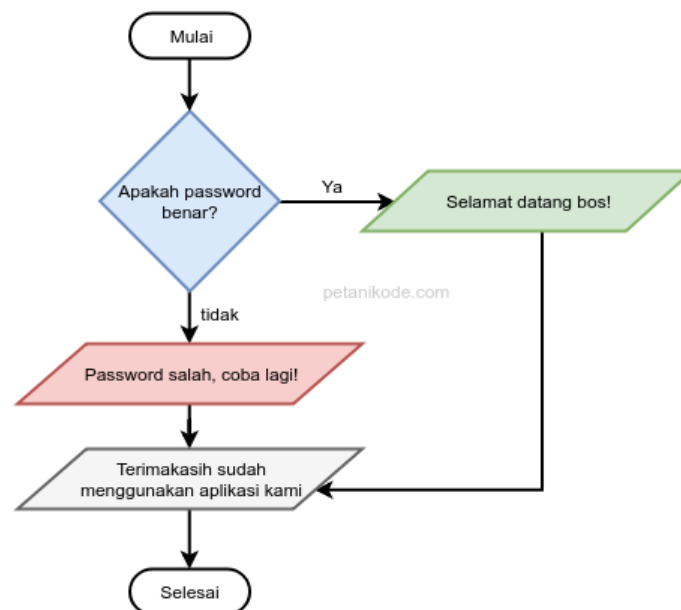 Mulai
Apakah password
benar?
Ya
Selamat datang bos!
petanikode.com
tidak
Password salah, coba lagi!
Terimakasih sudah
menggunakan aplikasi kami
Selesai